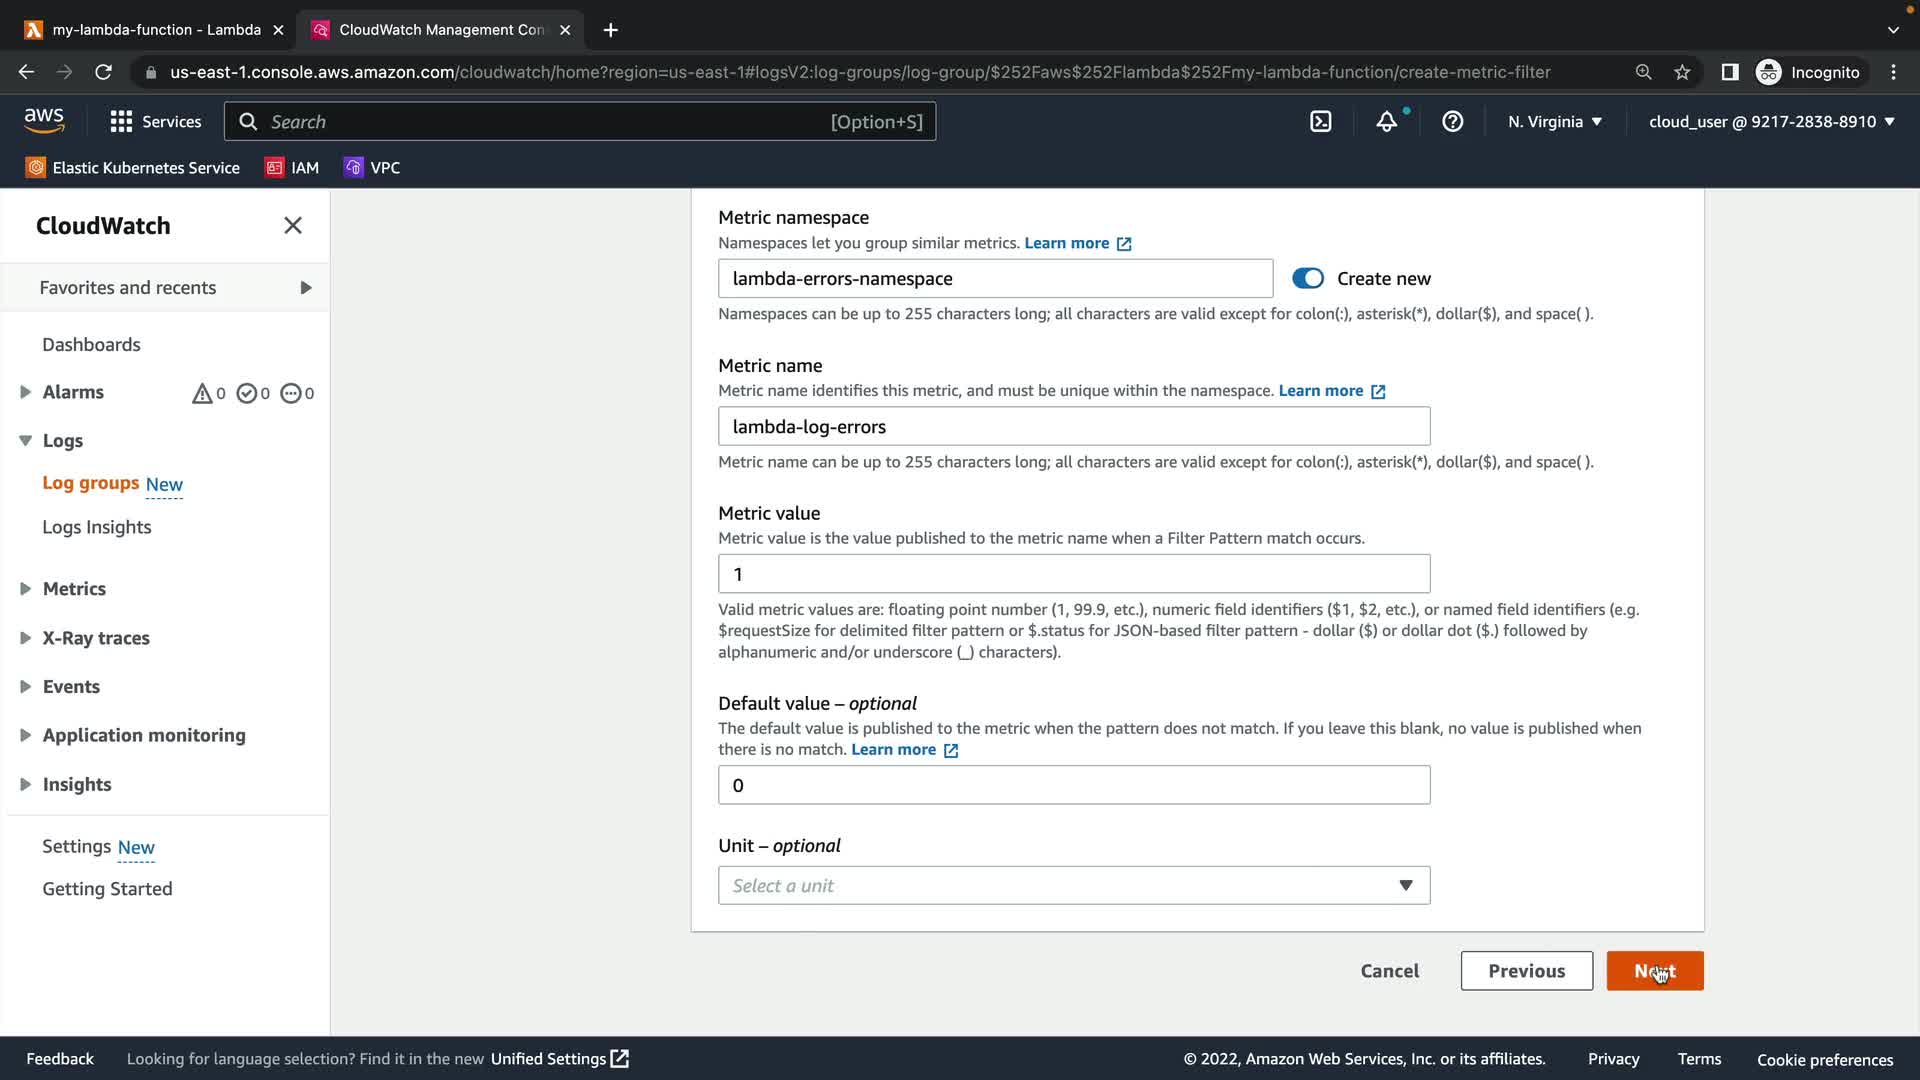 my-lambda-function - Lambda
CloudWatch Management Con
us-east-1.console.aws.amazon.com/cloudwatch/home?region=us-east-1#logsV2:log-groups/log-group/$252Faws$252Flambda$252Fmy-lambda-function/create-metric-filter
Incognito
aws
Services
Search
[Option+S]
N. Virginia
cloud_user @ 9217-2838-8910
Elastic Kubernetes Service
IAM
VPC
CloudWatch
Favorites and recents
Dashboards
Alarms
0
0
0
Logs
Log groups New
Logs Insights
Metrics
X-Ray traces
Events
Application monitoring
Insights
Settings New
Getting Started
Metric namespace
Namespaces let you group similar metrics. Learn more
lambda-errors-namespace
Create new
Namespaces can be up to 255 characters long; all characters are valid except for colon(:), asterisk(*), dollar($), and space( ).
Metric name
Metric name identifies this metric, and must be unique within the namespace. Learn more
lambda-log-errors
Metric name can be up to 255 characters long; all characters are valid except for colon(:), asterisk(*), dollar($), and space( ).
Metric value
Metric value is the value published to the metric name when a Filter Pattern match occurs.
1
Valid metric values are: floating point number (1, 99.9, etc.), numeric field identifiers ($1, $2, etc.), or named field identifiers (e.g.
$requestSize for delimited filter pattern or $.status for JSON-based filter pattern - dollar ($) or dollar dot ($.) followed by
alphanumeric and/or underscore (_) characters).
Default value – optional
The default value is published to the metric when the pattern does not match. If you leave this blank, no value is published when
there is no match. Learn more
0
Unit – optional
Select a unit
Cancel
Previous
Next
Feedback
Looking for language selection? Find it in the new Unified Settings
© 2022, Amazon Web Services, Inc. or its affiliates.
Privacy
Terms
Cookie preferences